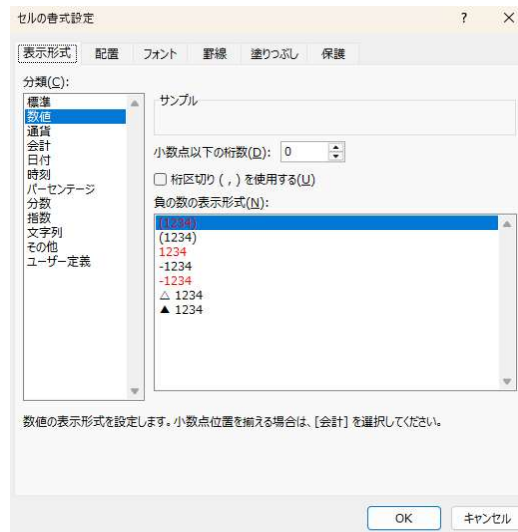 セルの書式設定
表示形式 配置 フォント 罫線 塗りつぶし 保護
分類(C):
標準
数値
通貨
会計
日付
時刻
パーセンテージ
分数
指数
文字列
その他
ユーザー定義
サンプル
小数点以下の桁数(D): 0
桁区切り ( , ) を使用する(U)
負の数の表示形式(N):
(1234)
(1234)
1234
-1234
-1234
△ 1234
▲ 1234
数値の表示形式を設定します。小数点位置を揃える場合は、[会計] を選択してください。
OK キャンセル